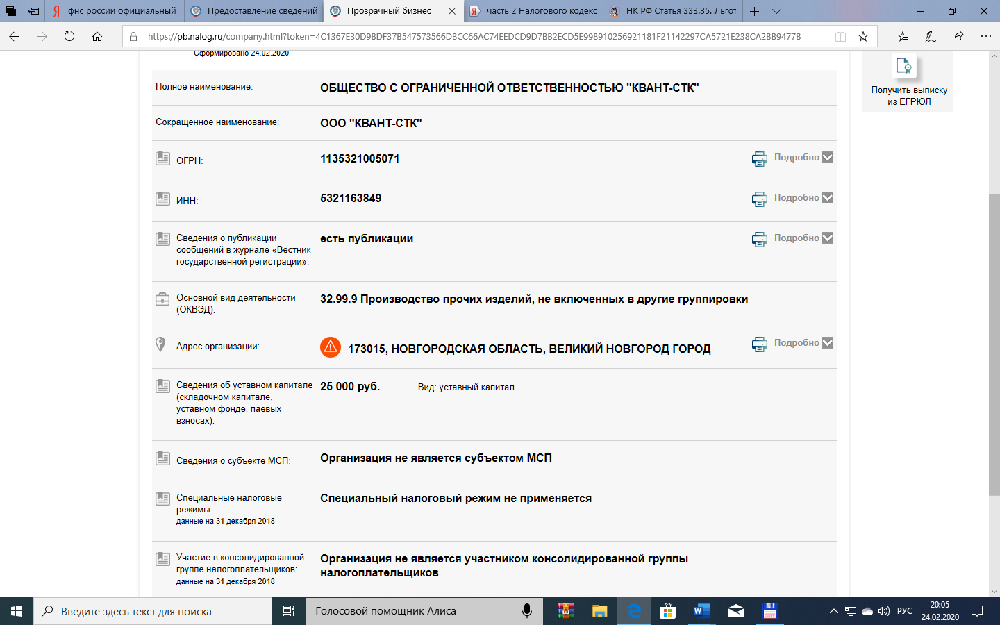 фнс россии официальный
Предоставление сведений
Прозрачный бизнес
часть 2 Налогового кодекс
НК РФ Статья 333.35. Льгот
https://pb.nalog.ru/company.html?token=4C1367E30D9BDF37B547573566DBCC66AC74EEDCD9D7BB2ECD5E998910256921181F21142297CA5721E238CA2BB9477B
Сформировано 24.02.2020
Получить выписку
из ЕГРЮЛ
Полное наименование:
ОБЩЕСТВО С ОГРАНИЧЕННОЙ ОТВЕТСТВЕННОСТЬЮ "КВАНТ-СТК"
Сокращенное наименование:
ООО "КВАНТ-СТК"
ОГРН:
1135321005071
Подробно
ИНН:
5321163849
Подробно
Сведения о публикации
сообщений в журнале «Вестник
государственной регистрации»:
есть публикации
Подробно
Основной вид деятельности
(ОКВЭД):
32.99.9 Производство прочих изделий, не включенных в другие группировки
Адрес организации:
173015, НОВГОРОДСКАЯ ОБЛАСТЬ, ВЕЛИКИЙ НОВГОРОД ГОРОД
Подробно
Сведения об уставном капитале
(складочном капитале,
уставном фонде, паевых
взносах):
25 000 руб.
Вид: уставный капитал
Сведения о субъекте МСП:
Организация не является субъектом МСП
Специальные налоговые
режимы:
данные на 31 декабря 2018
Специальный налоговый режим не применяется
Участие в консолидированной
группе налогоплательщиков:
данные на 31 декабря 2018
Организация не является участником консолидированной группы
налогоплательщиков
Введите здесь текст для поиска
Голосовой помощник Алиса
РУС
20:05
24.02.2020